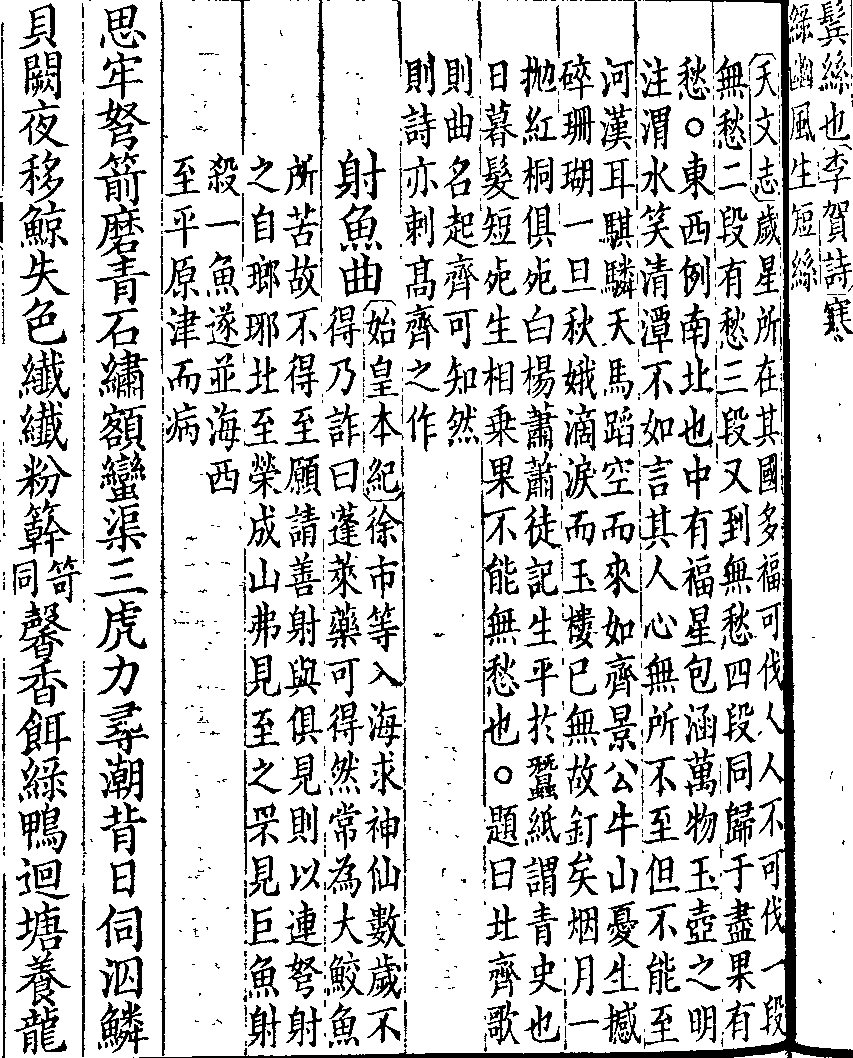 鬂絲也李賀詩寒
綠幽風生短絲
天文志歲星所在其國多福可伐人人不可伐一段
無愁二段有愁三段又到無愁四段同歸于盡果有
愁○東西例南北也中有福星包涵萬物玉壺之明
注渭水笑清潭不如言其人心無所不至但不能至
河漢耳騏驎天馬蹈空而來如齊景公牛山憂生撼
碎珊瑚一旦秋娥滴淚而玉樓已無故釘矣烟月一
抛紅桐俱死白楊蕭蕭徒記生平於蠶紙謂青史也
日暮髮短死生相乗果不能無愁也○題曰北齊歌
則曲名起齊可知然
則詩亦刺高齊之作
射魚曲
始皇本紀徐市等入海求神仙數歲不
得乃詐曰蓬萊藥可得然常為大鮫魚
所苦故不得至願請善射與俱見則以連弩射
之自瑯琊北至榮成山弗見至之罘見巨魚射
殺一魚遂並海西
至平原津而病
思牢弩箭磨青石繡額蠻渠三虎力尋潮背日伺泅鱗
貝闕夜移鯨失色纖纖粉簳笴同馨香餌綠鴨迴塘養龍